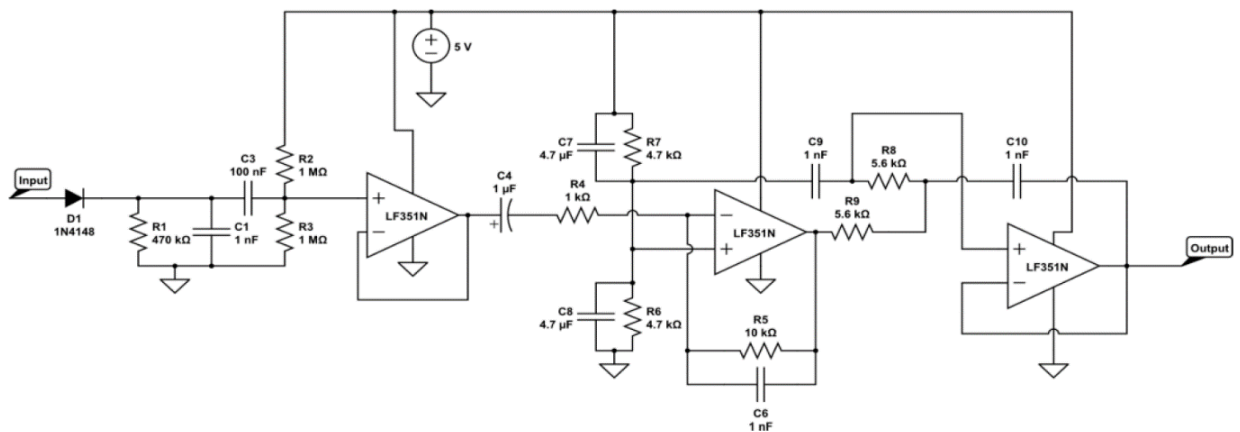 5 V
Input
D1
1N4148
R1
470 kΩ
C1
1 nF
C3
100 nF
R2
1 MΩ
R3
1 MΩ
+
−
LF351N
C4
1 µF
+
R4
1 kΩ
C7
4.7 µF
R7
4.7 kΩ
C8
4.7 µF
R6
4.7 kΩ
−
+
LF351N
R5
10 kΩ
C6
1 nF
C9
1 nF
R8
5.6 kΩ
R9
5.6 kΩ
C10
1 nF
+
−
LF351N
Output